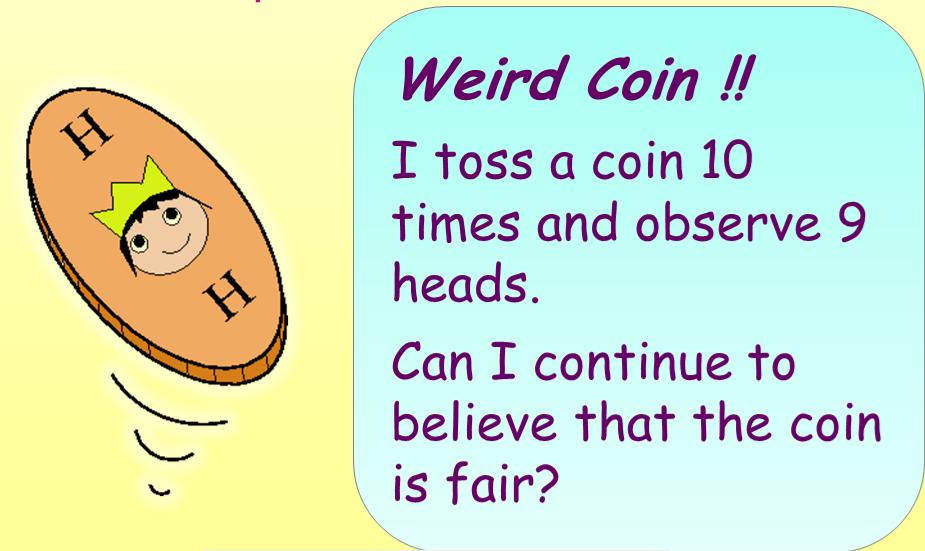 H
H
Weird Coin !!
I toss a coin 10
times and observe 9
heads.
Can I continue to
believe that the coin
is fair?